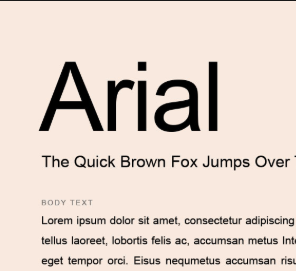 Arial
The Quick Brown Fox Jumps Over
BODY TEXT
Lorem ipsum dolor sit amet, consectetur adipiscing
tellus laoreet, lobortis felis ac, accumsan metus Inte
eget tempor orci. Eisus nequmetus accumsan risu